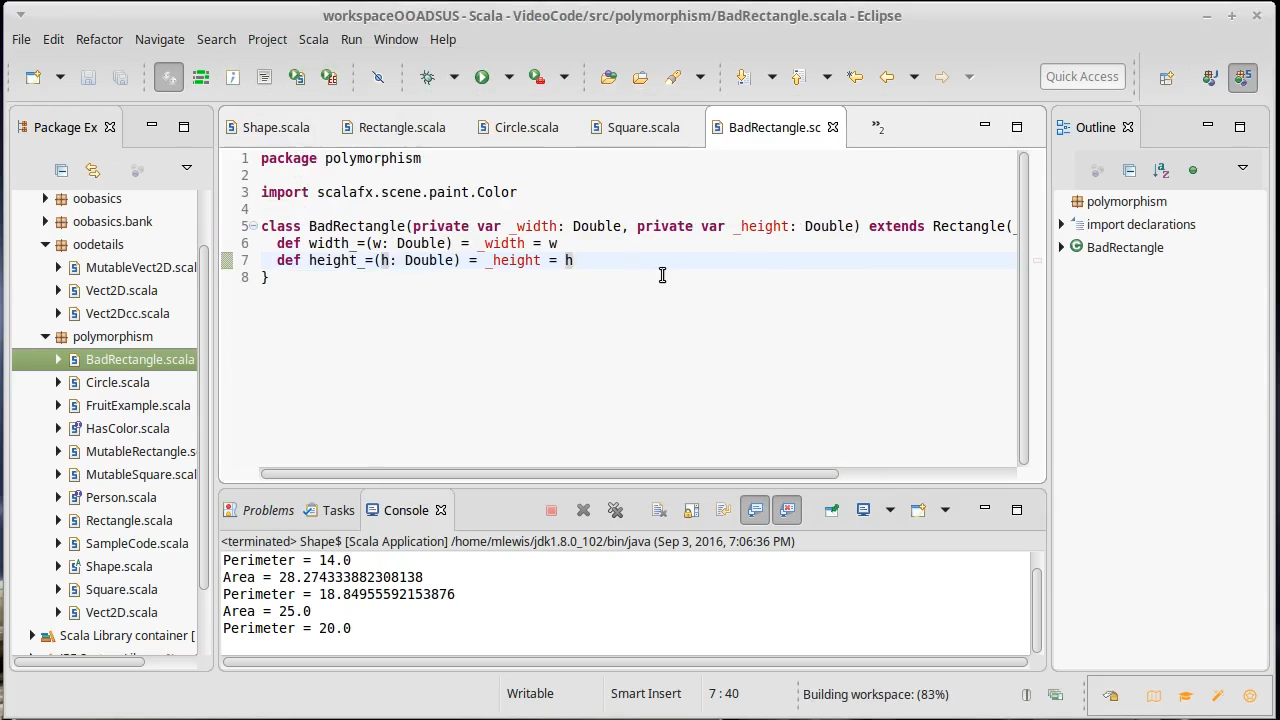 workspaceOOADSUS - Scala - VideoCode/src/polymorphism/BadRectangle.scala - Eclipse
File Edit Refactor Navigate Search Project Scala Run Window Help
Quick Access
Package Ex
oobasics
oobasics.bank
oodetails
MutableVect2D.scal
Vect2D.scala
Vect2Dcc.scala
polymorphism
BadRectangle.scala
Circle.scala
FruitExample.scala
HasColor.scala
MutableRectangle.s
MutableSquare.scal
Person.scala
Rectangle.scala
SampleCode.scala
Shape.scala
Square.scala
Vect2D.scala
Scala Library container [
Shape.scala Rectangle.scala Circle.scala Square.scala BadRectangle.sc "2
1 package polymorphism
2
3 import scalafx.scene.paint.Color
4
5 class BadRectangle(private var _width: Double, private var _height: Double) extends Rectangle(_
6 def width_=(w: Double) = _width = w
7 def height_=(h: Double) = _height = h
8 }
Problems Tasks Console
<terminated> Shape$ [Scala Application] /home/mlewis/jdk1.8.0_102/bin/java (Sep 3, 2016, 7:06:36 PM)
Perimeter = 14.0
Area = 28.274333882308138
Perimeter = 18.84955592153876
Area = 25.0
Perimeter = 20.0
Outline
polymorphism
import declarations
BadRectangle
Writable Smart Insert 7 : 40 Building workspace: (83%)